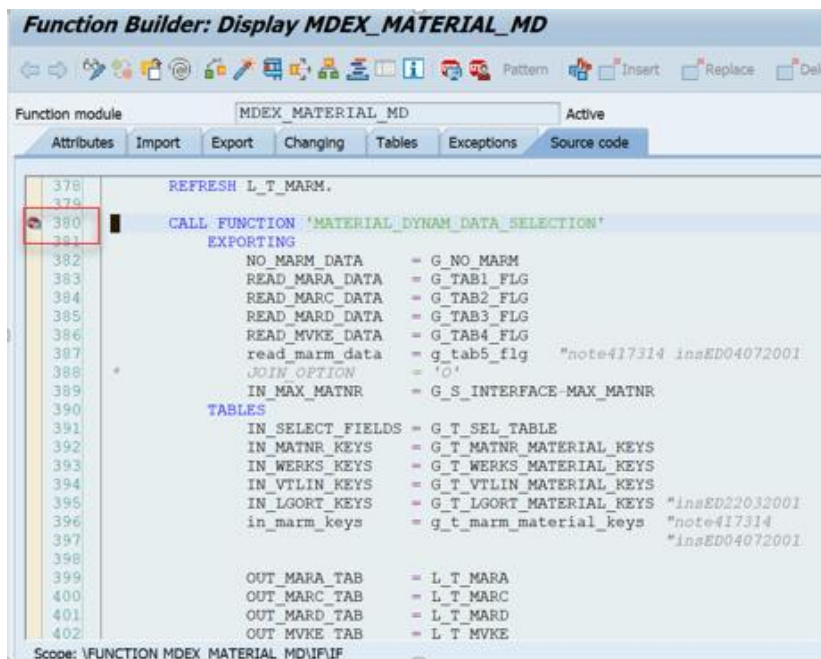 Function Builder: Display MDEX_MATERIAL_MD
Pattern Insert Replace
Function module MDEX_MATERIAL_MD Active
Attributes Import Export Changing Tables Exceptions Source code
378 REFRESH L_T_MARM.
379
380 CALL FUNCTION 'MATERIAL_DYNAM_DATA_SELECTION'
381 EXPORTING
382 NO_MARM_DATA = G_NO_MARM
383 READ_MARA_DATA = G_TAB1_FLG
384 READ_MARC_DATA = G_TAB2_FLG
385 READ_MARD_DATA = G_TAB3_FLG
386 READ_MVKE_DATA = G_TAB4_FLG
387 read_marm_data = g_tab5_flg "note417314 insED04072001
388 * JOIN_OPTION = 'O'
389 IN_MAX_MATNR = G_S_INTERFACE-MAX_MATNR
390 TABLES
391 IN_SELECT_FIELDS = G_T_SEL_TABLE
392 IN_MATNR_KEYS = G_T_MATNR_MATERIAL_KEYS
393 IN_WERKS_KEYS = G_T_WERKS_MATERIAL_KEYS
394 IN_VTLIN_KEYS = G_T_VTLIN_MATERIAL_KEYS
395 IN_LGORT_KEYS = G_T_LGORT_MATERIAL_KEYS "insED22032001
396 in_marm_keys = g_t_marm_material_keys "note417314
397 "insED04072001
398
399 OUT_MARA_TAB = L_T_MARA
400 OUT_MARC_TAB = L_T_MARC
401 OUT_MARD_TAB = L_T_MARD
402 OUT_MVKE_TAB = L_T_MVKE
Scope: \FUNCTION MDEX_MATERIAL_MD\IF\IF